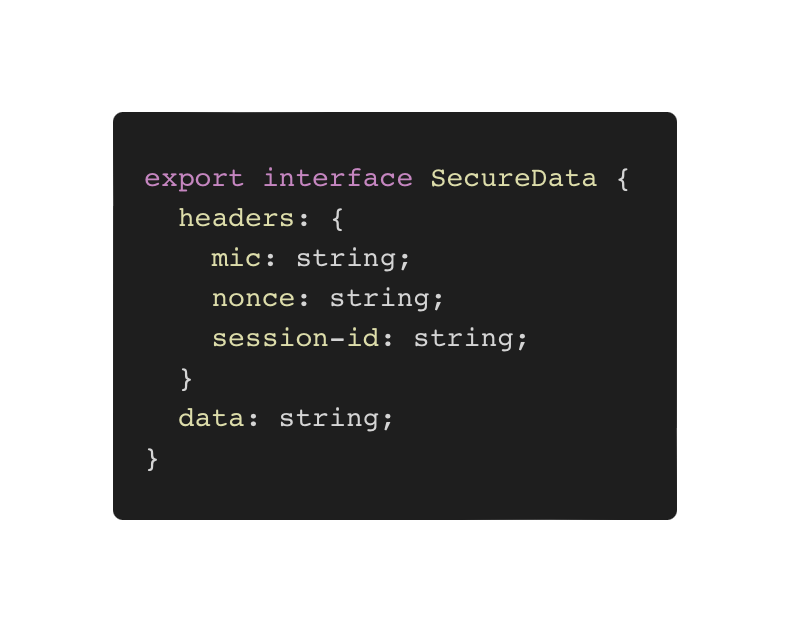 export interface SecureData {
  headers: {
    mic: string;
    nonce: string;
    session-id: string;
  }
  data: string;
}